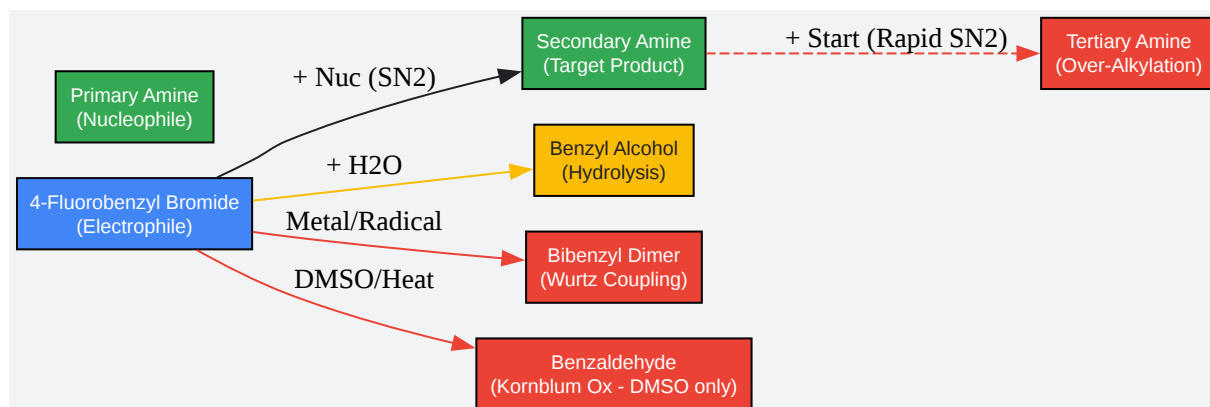 Primary Amine
(Nucleophile)
4-Fluorobenzyl Bromide
(Electrophile)
+ Nuc (SN2)
+ H2O
Metal/Radical
DMSO/Heat
Secondary Amine
(Target Product)
Benzyl Alcohol
(Hydrolysis)
Bibenzyl Dimer
(Wurtz Coupling)
Benzaldehyde
(Kornblum Ox - DMSO only)
+ Start (Rapid SN2)
Tertiary Amine
(Over-Alkylation)